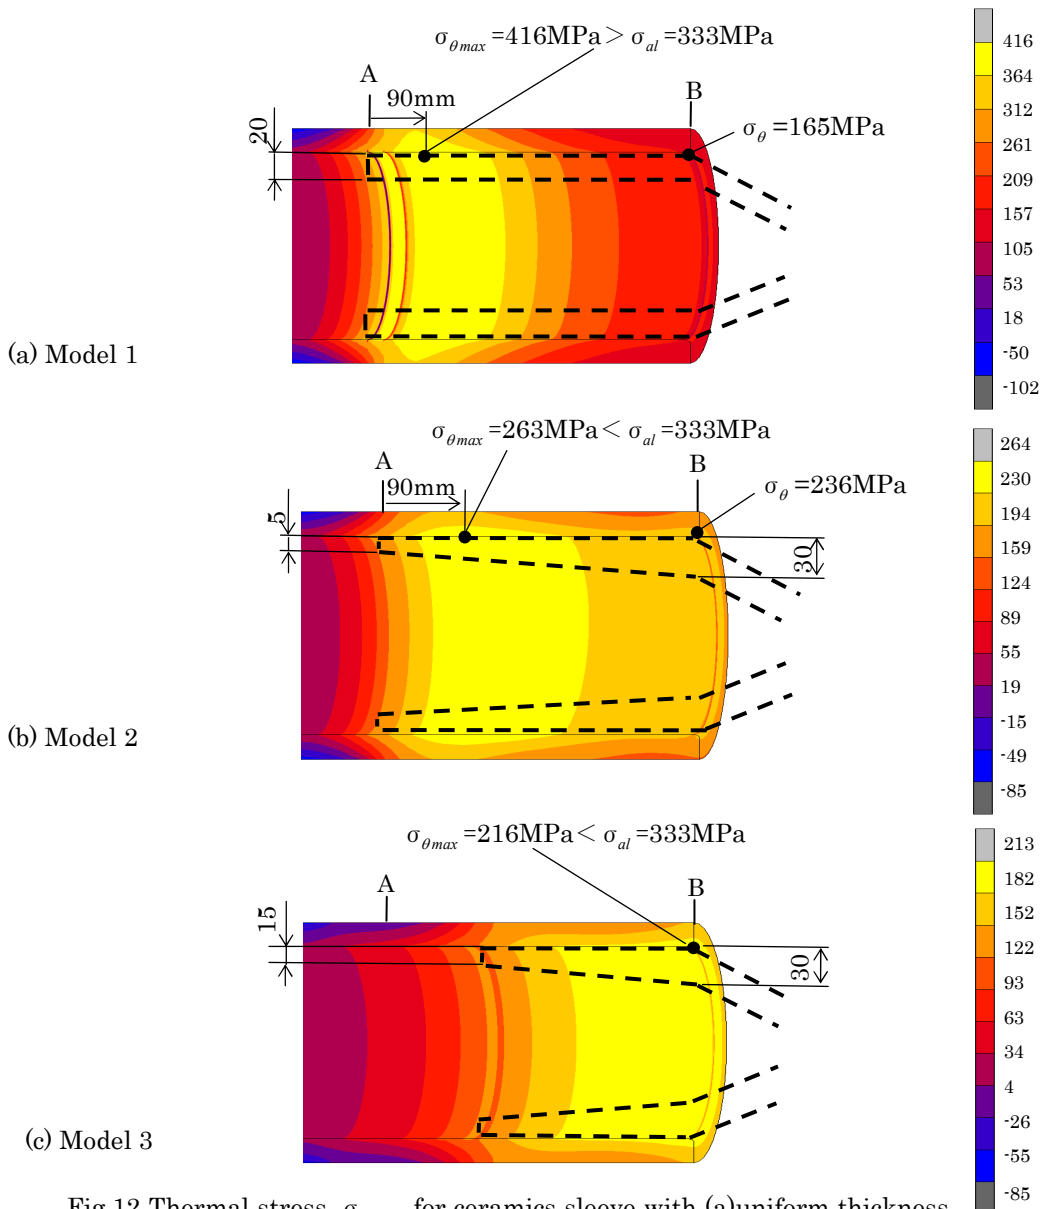 σθmax=416MPa＞σal=333MPa
A
B
90mm
20
σθ=165MPa
(a) Model 1
416
364
312
261
209
157
105
53
18
-50
-102
σθmax=263MPa＜σal=333MPa
A
B
90mm
5
σθ=236MPa
30
(b) Model 2
264
230
194
159
124
89
55
19
-15
-49
-85
σθmax=216MPa＜σal=333MPa
A
B
15
30
(c) Model 3
213
182
152
122
93
63
34
4
-26
-55
-85
Fig.12 Thermal stress σ for ceramics sleeve with (a)uniform thickness